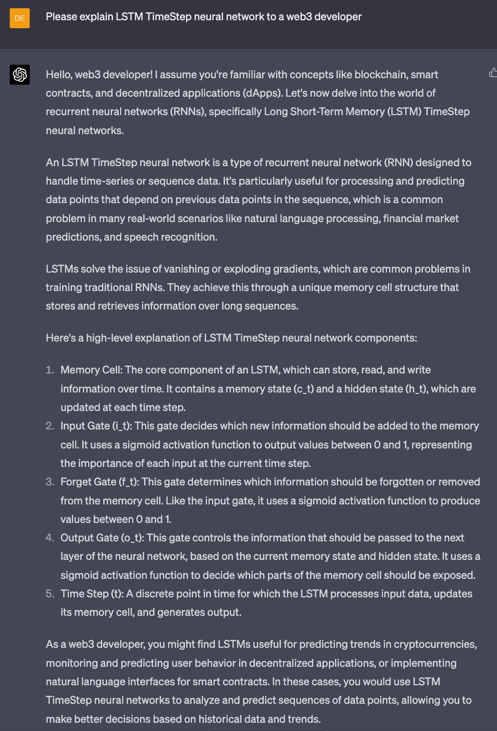 DE
Please explain LSTM TimeStep neural network to a web3 developer
Hello, web3 developer! I assume you're familiar with concepts like blockchain, smart
contracts, and decentralized applications (dApps). Let's now delve into the world of
recurrent neural networks (RNNs), specifically Long Short-Term Memory (LSTM) TimeStep
neural networks.
An LSTM TimeStep neural network is a type of recurrent neural network (RNN) designed to
handle time-series or sequence data. It's particularly useful for processing and predicting
data points that depend on previous data points in the sequence, which is a common
problem in many real-world scenarios like natural language processing, financial market
predictions, and speech recognition.
LSTMs solve the issue of vanishing or exploding gradients, which are common problems in
training traditional RNNs. They achieve this through a unique memory cell structure that
stores and retrieves information over long sequences.
Here's a high-level explanation of LSTM TimeStep neural network components:
1. Memory Cell: The core component of an LSTM, which can store, read, and write
information over time. It contains a memory state (c_t) and a hidden state (h_t), which are
updated at each time step.
2. Input Gate (i_t): This gate decides which new information should be added to the memory
cell. It uses a sigmoid activation function to output values between 0 and 1, representing
the importance of each input at the current time step.
3. Forget Gate (f_t): This gate determines which information should be forgotten or removed
from the memory cell. Like the input gate, it uses a sigmoid activation function to produce
values between 0 and 1.
4. Output Gate (o_t): This gate controls the information that should be passed to the next
layer of the neural network, based on the current memory state and hidden state. It uses a
sigmoid activation function to decide which parts of the memory cell should be exposed.
5. Time Step (t): A discrete point in time for which the LSTM processes input data, updates
its memory cell, and generates output.
As a web3 developer, you might find LSTMs useful for predicting trends in cryptocurrencies,
monitoring and predicting user behavior in decentralized applications, or implementing
natural language interfaces for smart contracts. In these cases, you would use LSTM
TimeStep neural networks to analyze and predict sequences of data points, allowing you to
make better decisions based on historical data and trends.